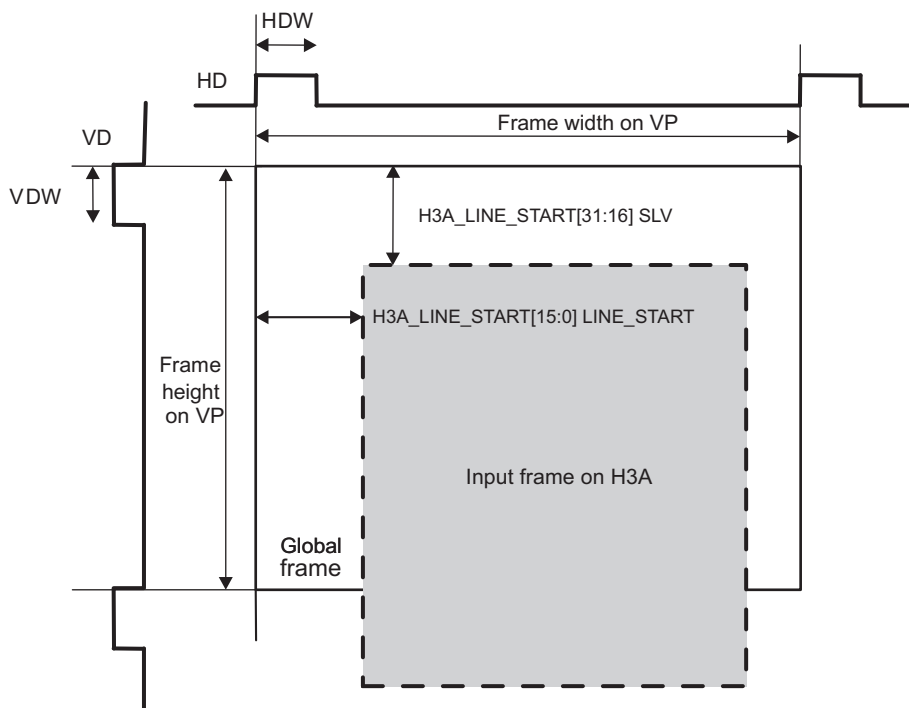 HDW
HD
Frame width on VP
VD
VDW
H3A_LINE_START[31:16] SLV
H3A_LINE_START[15:0] LINE_START
Frame
height
on VP
Input frame on H3A
Global
frame